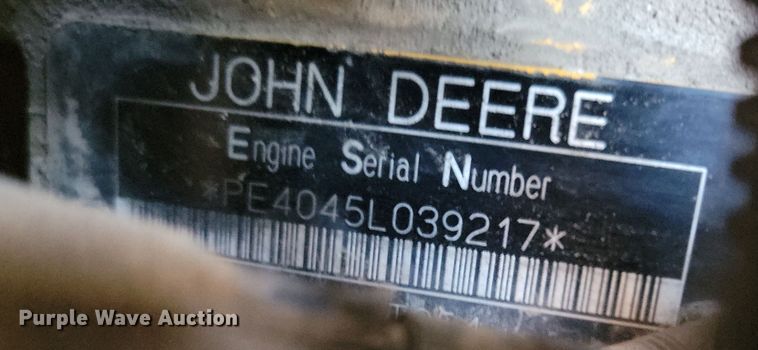 JOHN DEERE
Engine Serial Number
*PE4045L039217*
Purple Wave Auction